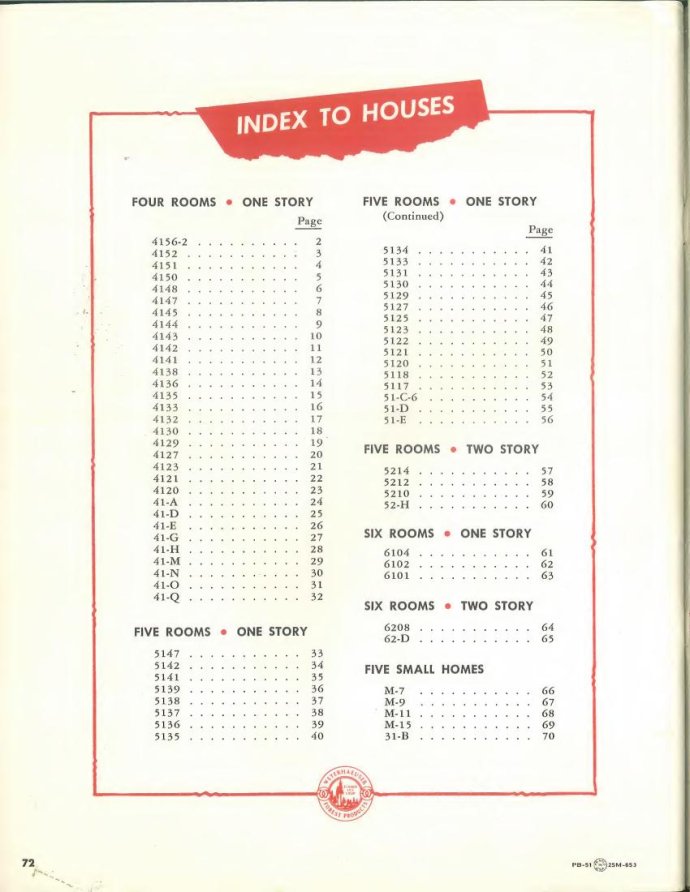 INDEX TO HOUSES
FOUR ROOMS • ONE STORY
Page
4156-2 . . . . . . . . . . 2
4152 . . . . . . . . . . . 3
4151 . . . . . . . . . . . 4
4150 . . . . . . . . . . . 5
4148 . . . . . . . . . . . 6
4147 . . . . . . . . . . . 7
4145 . . . . . . . . . . . 8
4144 . . . . . . . . . . . 9
4143 . . . . . . . . . . . 10
4142 . . . . . . . . . . . 11
4141 . . . . . . . . . . . 12
4138 . . . . . . . . . . . 13
4136 . . . . . . . . . . . 14
4135 . . . . . . . . . . . 15
4133 . . . . . . . . . . . 16
4132 . . . . . . . . . . . 17
4130 . . . . . . . . . . . 18
4129 . . . . . . . . . . . 19
4127 . . . . . . . . . . . 20
4123 . . . . . . . . . . . 21
4121 . . . . . . . . . . . 22
4120 . . . . . . . . . . . 23
41-A . . . . . . . . . . . 24
41-D . . . . . . . . . . . 25
41-E . . . . . . . . . . . 26
41-G . . . . . . . . . . . 27
41-H . . . . . . . . . . . 28
41-M . . . . . . . . . . . 29
41-N . . . . . . . . . . . 30
41-O . . . . . . . . . . . 31
41-Q . . . . . . . . . . . 32
FIVE ROOMS • ONE STORY
5147 . . . . . . . . . . . 33
5142 . . . . . . . . . . . 34
5141 . . . . . . . . . . . 35
5139 . . . . . . . . . . . 36
5138 . . . . . . . . . . . 37
5137 . . . . . . . . . . . 38
5136 . . . . . . . . . . . 39
5135 . . . . . . . . . . . 40
FIVE ROOMS • ONE STORY
(Continued)
Page
5134 . . . . . . . . . . . 41
5133 . . . . . . . . . . . 42
5131 . . . . . . . . . . . 43
5130 . . . . . . . . . . . 44
5129 . . . . . . . . . . . 45
5127 . . . . . . . . . . . 46
5125 . . . . . . . . . . . 47
5123 . . . . . . . . . . . 48
5122 . . . . . . . . . . . 49
5121 . . . . . . . . . . . 50
5120 . . . . . . . . . . . 51
5118 . . . . . . . . . . . 52
5117 . . . . . . . . . . . 53
51-C-6 . . . . . . . . . . . 54
51-D . . . . . . . . . . . 55
51-E . . . . . . . . . . . 56
FIVE ROOMS • TWO STORY
5214 . . . . . . . . . . . 57
5212 . . . . . . . . . . . 58
5210 . . . . . . . . . . . 59
52-H . . . . . . . . . . . 60
SIX ROOMS • ONE STORY
6104 . . . . . . . . . . . 61
6102 . . . . . . . . . . . 62
6101 . . . . . . . . . . . 63
SIX ROOMS • TWO STORY
6208 . . . . . . . . . . . 64
62-D . . . . . . . . . . . 65
FIVE SMALL HOMES
M-7 . . . . . . . . . . . 66
M-9 . . . . . . . . . . . 67
M-11 . . . . . . . . . . . 68
M-15 . . . . . . . . . . . 69
31-B . . . . . . . . . . . 70
WEYERHAEUSER
FOREST PRODUCTS
72
PB-51 25M-653